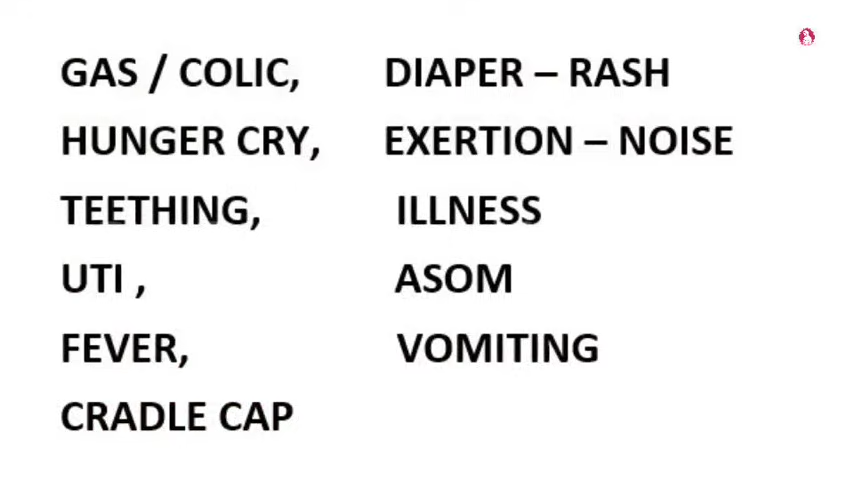 GAS / COLIC, DIAPER – RASH
HUNGER CRY, EXERTION – NOISE
TEETHING, ILLNESS
UTI , ASOM
FEVER, VOMITING
CRADLE CAP